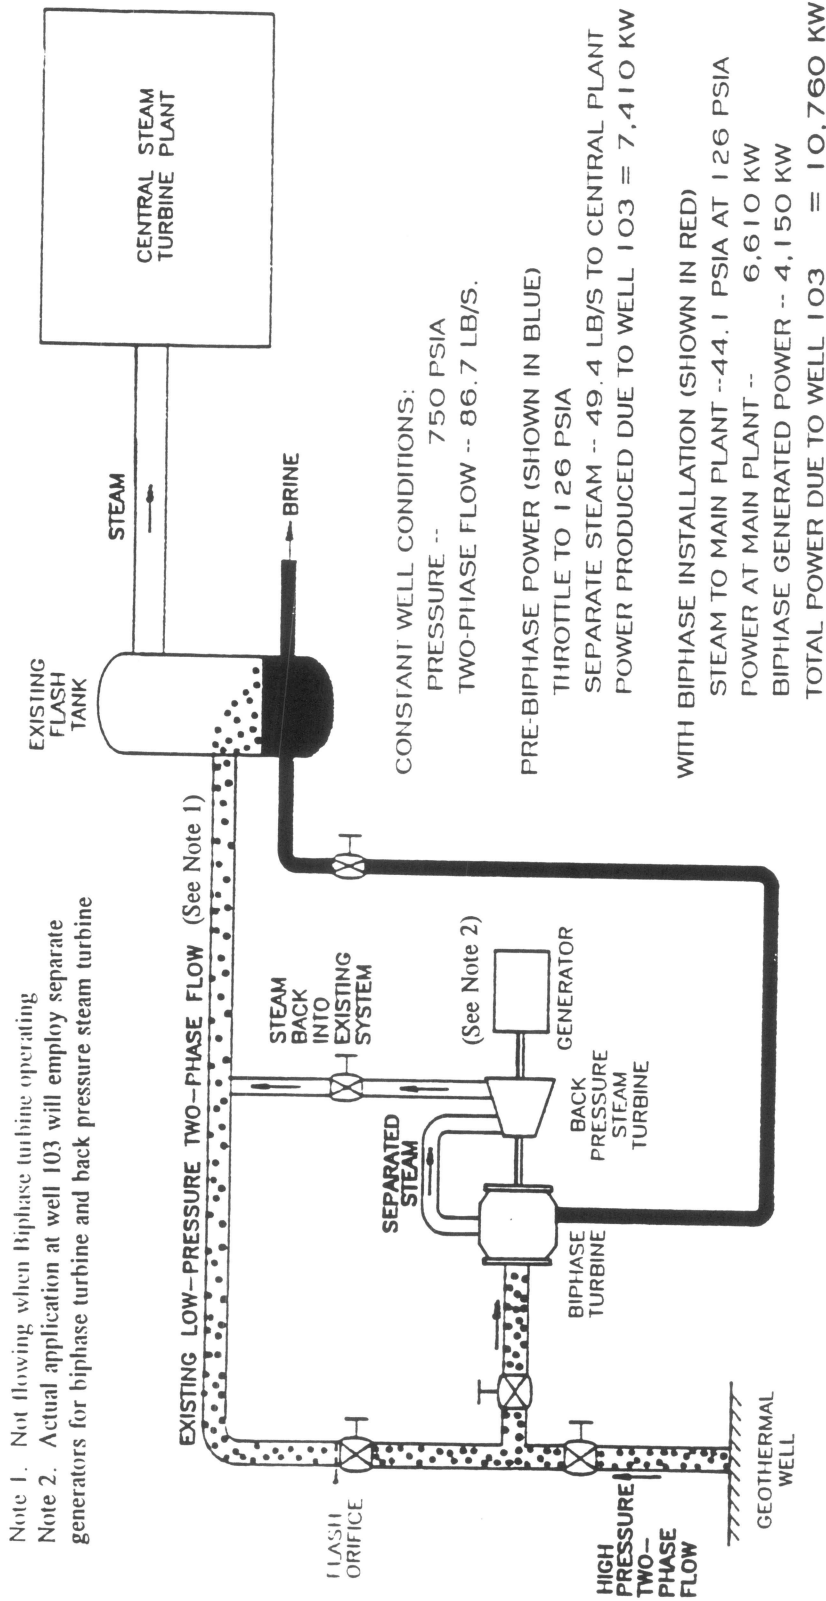 Note 1. Not flowing when Biphase turbine operating
Note 2. Actual application at well 103 will employ separate
generators for biphase turbine and back pressure steam turbine
EXISTING
FLASH
TANK
STEAM
CENTRAL STEAM
TURBINE PLANT
BRINE
EXISTING LOW-PRESSURE TWO-PHASE FLOW (See Note 1)
FLASH
ORIFICE
STEAM
BACK
INTO
EXISTING
SYSTEM
SEPARATED
STEAM
(See Note 2)
GENERATOR
BACK
PRESSURE
STEAM
TURBINE
BIPHASE
TURBINE
HIGH
PRESSURE
TWO-
PHASE
FLOW
GEOTHERMAL
WELL
CONSTANT WELL CONDITIONS:
PRESSURE -- 750 PSIA
TWO-PHASE FLOW -- 86.7 LB/S.
PRE-BIPHASE POWER (SHOWN IN BLUE)
THROTTLE TO 126 PSIA
SEPARATE STEAM -- 49.4 LB/S TO CENTRAL PLANT
POWER PRODUCED DUE TO WELL 103 = 7,410 KW
WITH BIPHASE INSTALLATION (SHOWN IN RED)
STEAM TO MAIN PLANT --44.1 PSIA AT 126 PSIA
POWER AT MAIN PLANT -- 6,610 KW
BIPHASE GENERATED POWER -- 4,150 KW
TOTAL POWER DUE TO WELL 103 = 10,760 KW